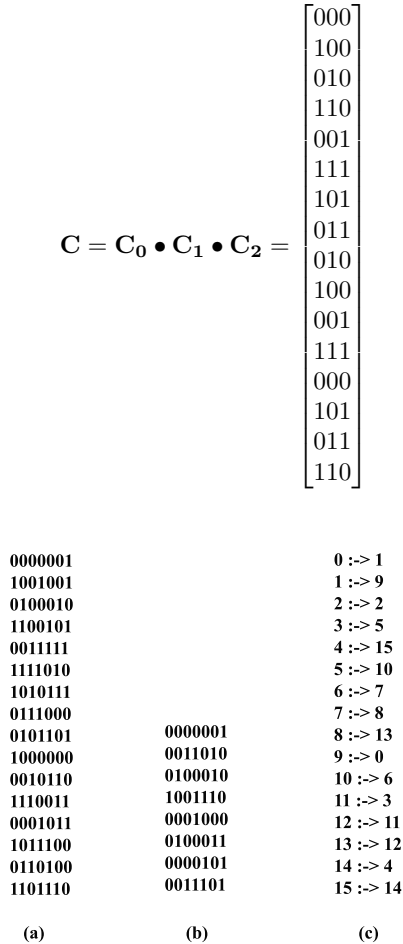 000
100
010
110
001
111
101
C = C₀ • C₁ • C₂ = 011
010
100
001
111
000
101
011
110
0000001 0 :-> 1
1001001 1 :-> 9
0100010 2 :-> 2
1100101 3 :-> 5
0011111 4 :-> 15
1111010 5 :-> 10
1010111 6 :-> 7
0111000 7 :-> 8
0101101 0000001 8 :-> 13
1000000 0011010 9 :-> 0
0010110 0100010 10 :-> 6
1110011 1001110 11 :-> 3
0001011 0001000 12 :-> 11
1011100 0100011 13 :-> 12
0110100 0000101 14 :-> 4
1101110 0011101 15 :-> 14
(a) (b) (c)